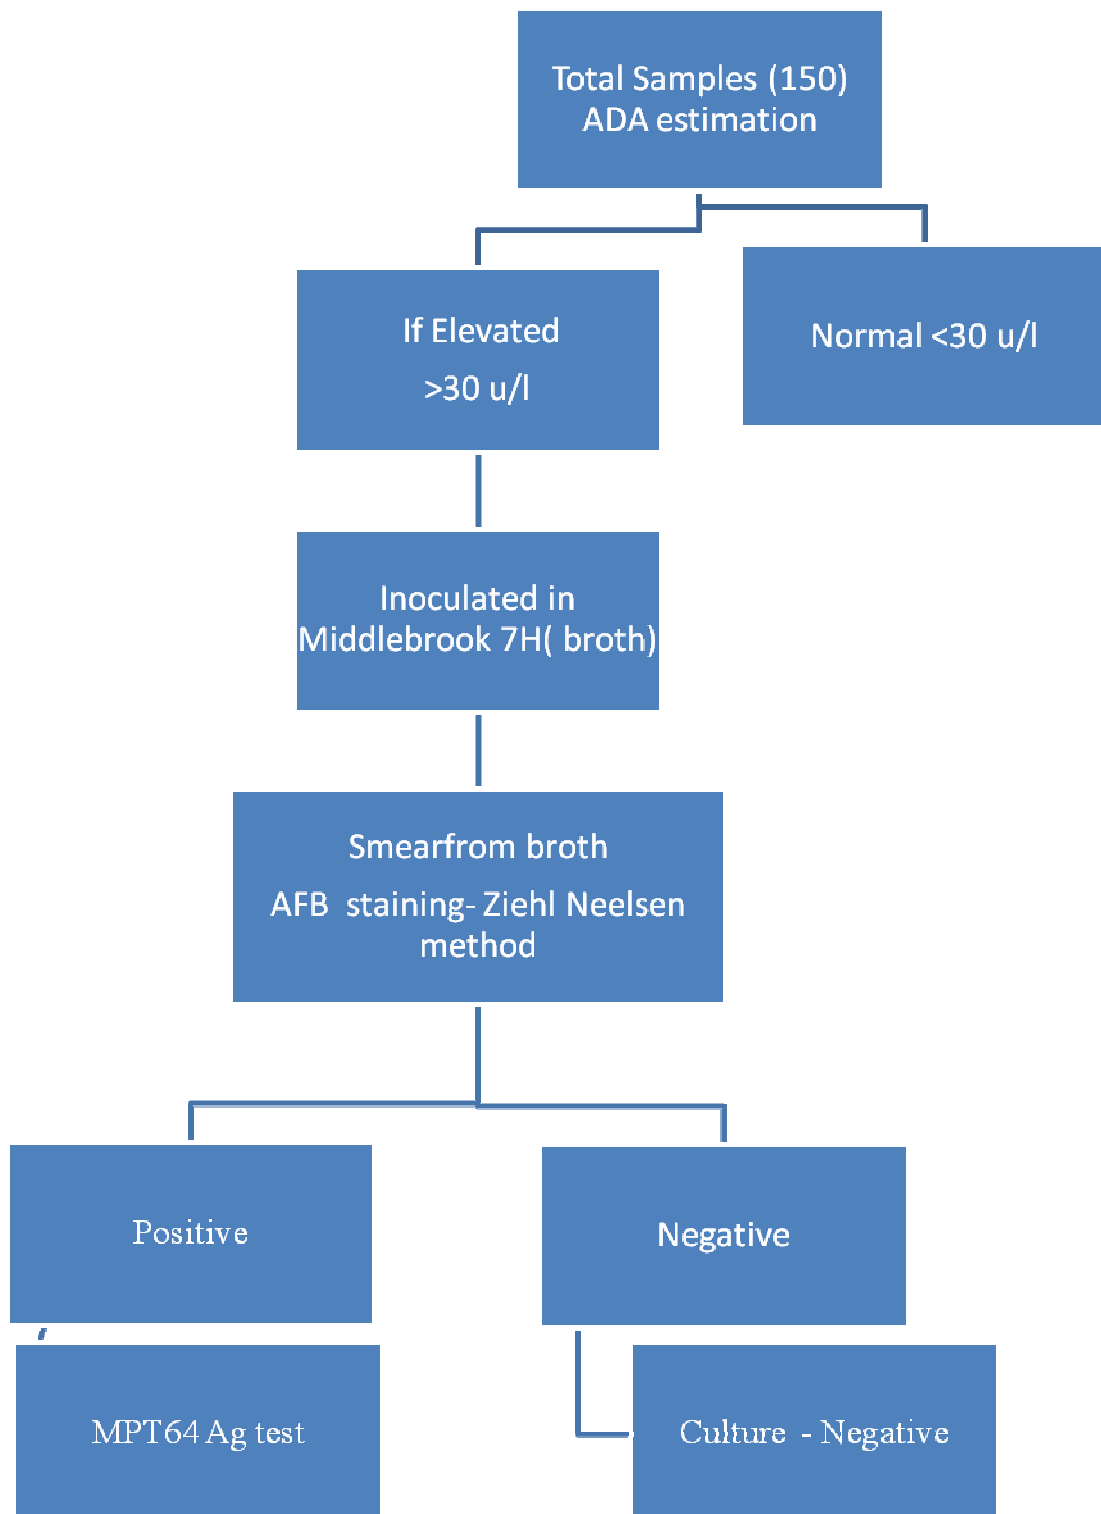 Total Samples (150)
ADA estimation
If Elevated
>30 u/l
Normal <30 u/l
Inoculated in
Middlebrook 7H( broth)
Smearfrom broth
AFB  staining- Ziehl Neelsen
method
Positive
Negative
MPT64 Ag test
Culture  - Negative